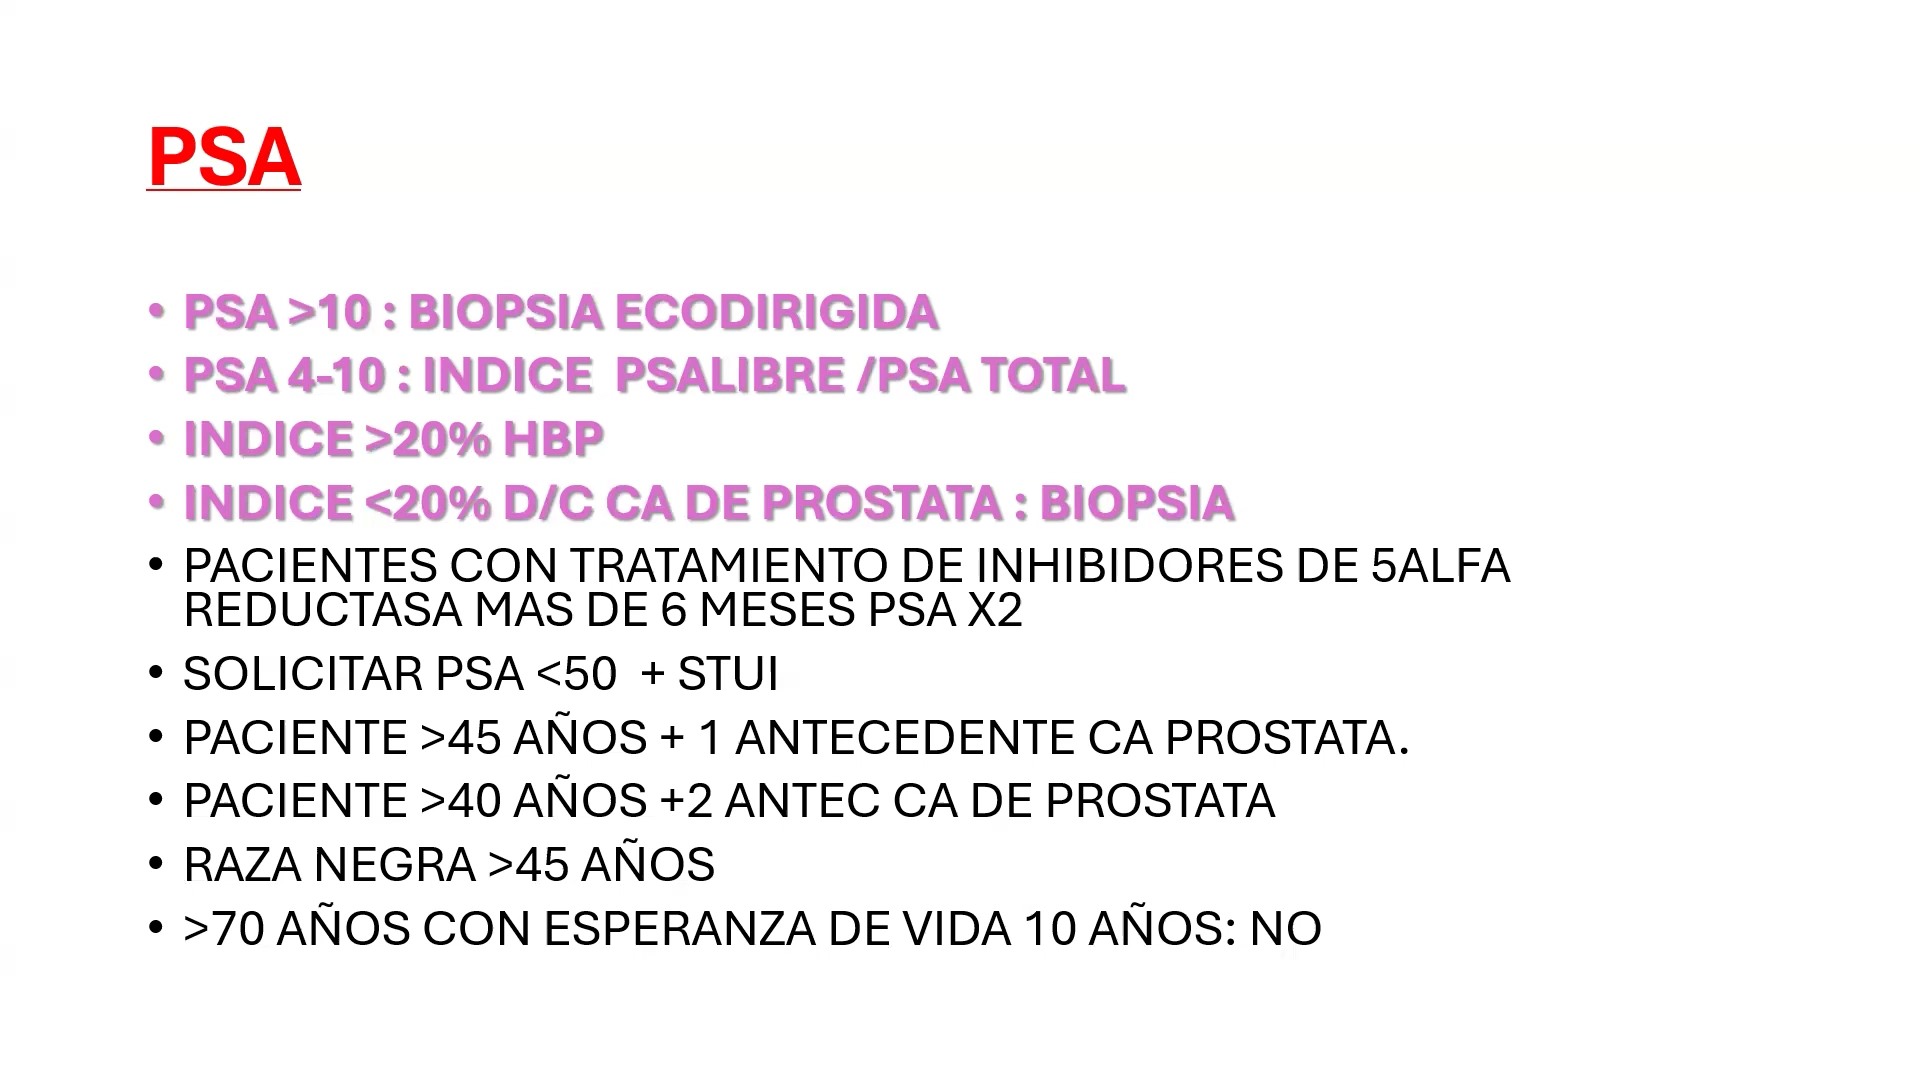 PSA
• PSA >10 : BIOPSIA ECODIRIGIDA
• PSA 4-10 : INDICE  PSALIBRE /PSA TOTAL
• INDICE >20% HBP
• INDICE <20% D/C CA DE PROSTATA : BIOPSIA
• PACIENTES CON TRATAMIENTO DE INHIBIDORES DE 5ALFA
REDUCTASA MAS DE 6 MESES PSA X2
• SOLICITAR PSA <50  + STUI
• PACIENTE >45 AÑOS + 1 ANTECEDENTE CA PROSTATA.
• PACIENTE >40 AÑOS +2 ANTEC CA DE PROSTATA
• RAZA NEGRA >45 AÑOS
• >70 AÑOS CON ESPERANZA DE VIDA 10 AÑOS: NO